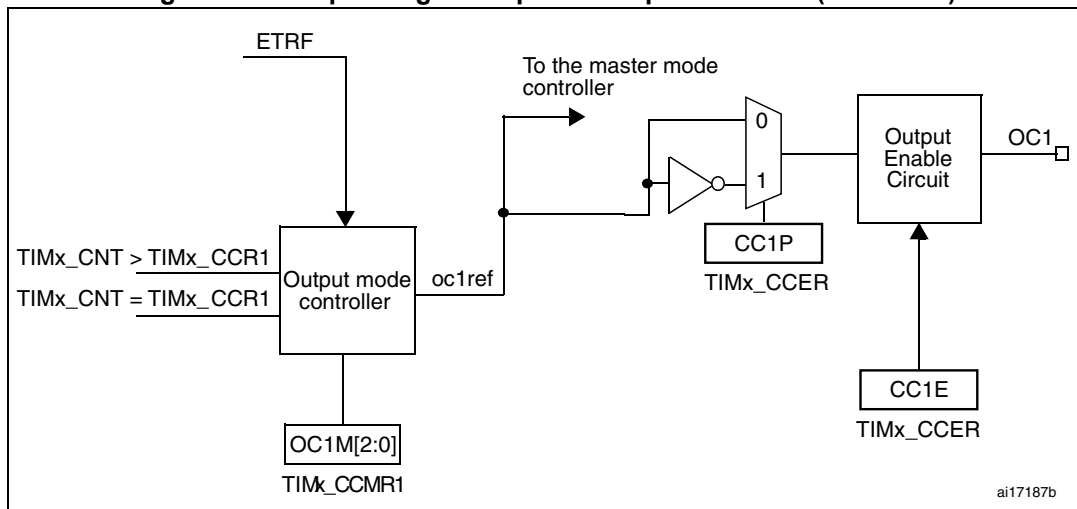 ETRF
To the master mode
controller
0
1
Output
Enable
Circuit
OC1
CC1P
TIMx_CCER
TIMx_CNT > TIMx_CCR1
TIMx_CNT = TIMx_CCR1
Output mode
controller
oc1ref
CC1E
TIMx_CCER
OC1M[2:0]
TIMx_CCMR1
ai17187b